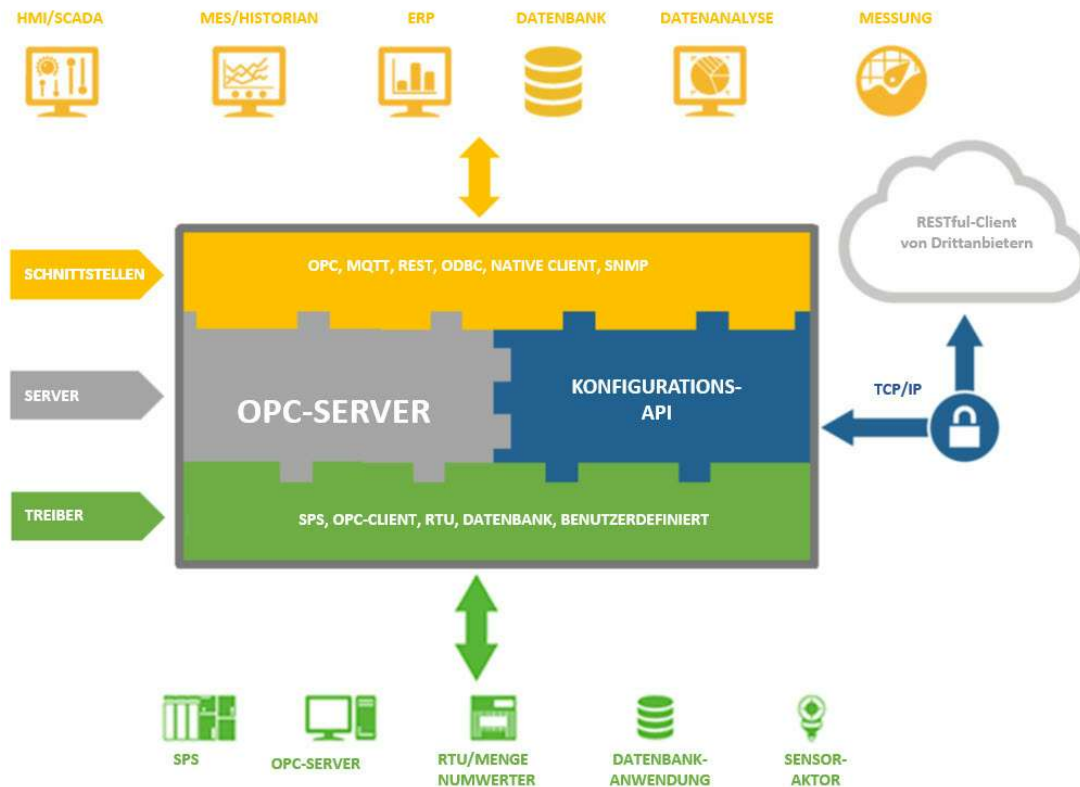 HMI/SCADA
MES/HISTORIAN
ERP
DATENBANK
DATENANALYSE
MESSUNG
RESTful-Client
von Drittanbietern
SCHNITTSTELLEN
OPC, MQTT, REST, ODBC, NATIVE CLIENT, SNMP
SERVER
OPC-SERVER
KONFIGURATIONS-
API
TCP/IP
TREIBER
SPS, OPC-CLIENT, RTU, DATENBANK, BENUTZERDEFINIERT
SPS
OPC-SERVER
RTU/MENGE
NUMWERTER
DATENBANK-
ANWENDUNG
SENSOR-
AKTOR